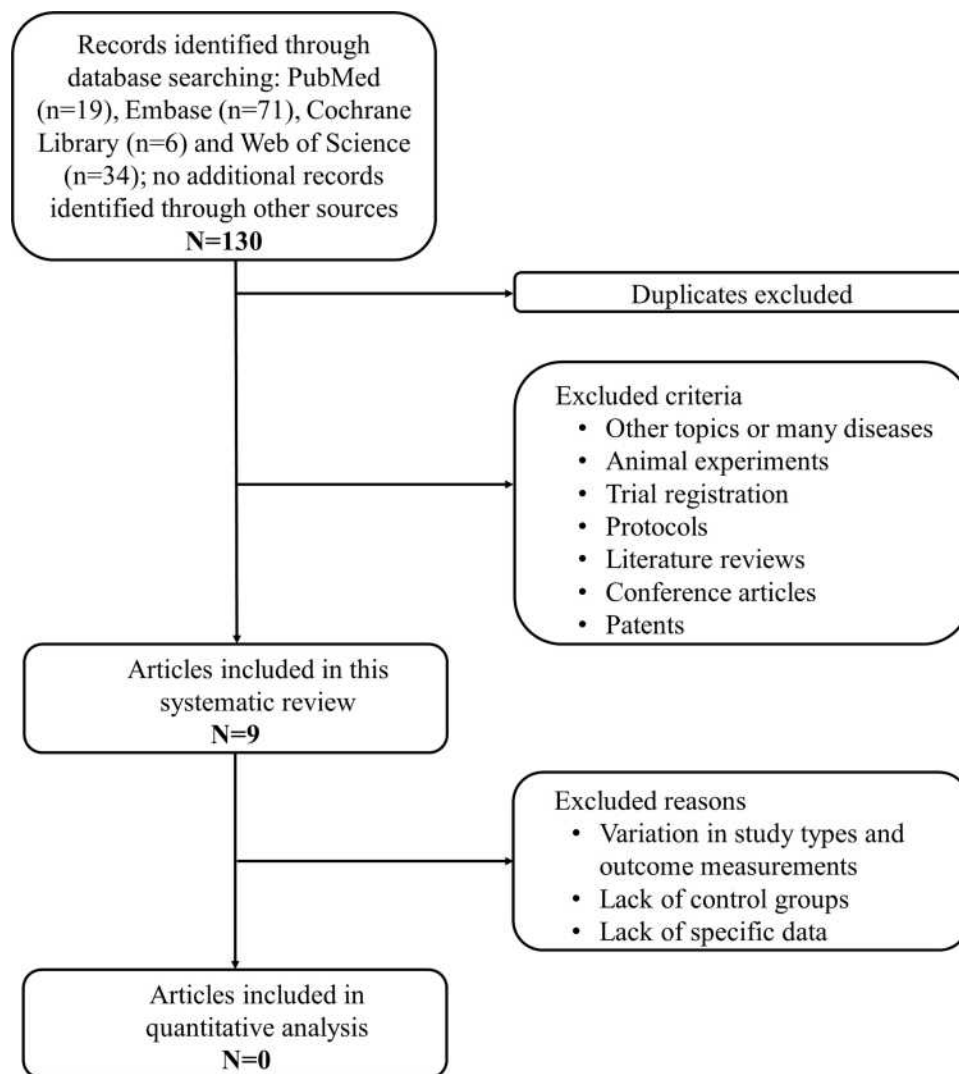 Records identified through
database searching: PubMed
(n=19), Embase (n=71), Cochrane
Library (n=6) and Web of Science
(n=34); no additional records
identified through other sources
N=130
Duplicates excluded
Excluded criteria
• Other topics or many diseases
• Animal experiments
• Trial registration
• Protocols
• Literature reviews
• Conference articles
• Patents
Articles included in this
systematic review
N=9
Excluded reasons
• Variation in study types and
outcome measurements
• Lack of control groups
• Lack of specific data
Articles included in
quantitative analysis
N=0